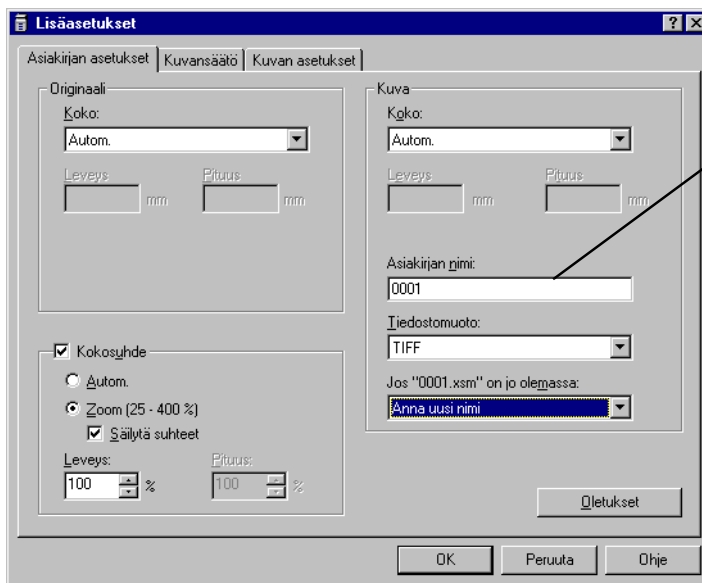 Lisäasetukset
Asiakirjan asetukset Kuvansäätö Kuvan asetukset
Originaali
Koko:
Autom.
Leveys Pituus
mm mm
Kokosuhde
Autom.
Zoom (25 - 400 %)
Säilytä suhteet
Leveys: Pituus:
100 % 100 %
Kuva
Koko:
Autom.
Leveys Pituus
mm mm
Asiakirjan nimi:
0001
Tiedostomuoto:
TIFF
Jos "0001.xsm" on jo olemassa:
Anna uusi nimi
Oletukset
OK Peruuta Ohje